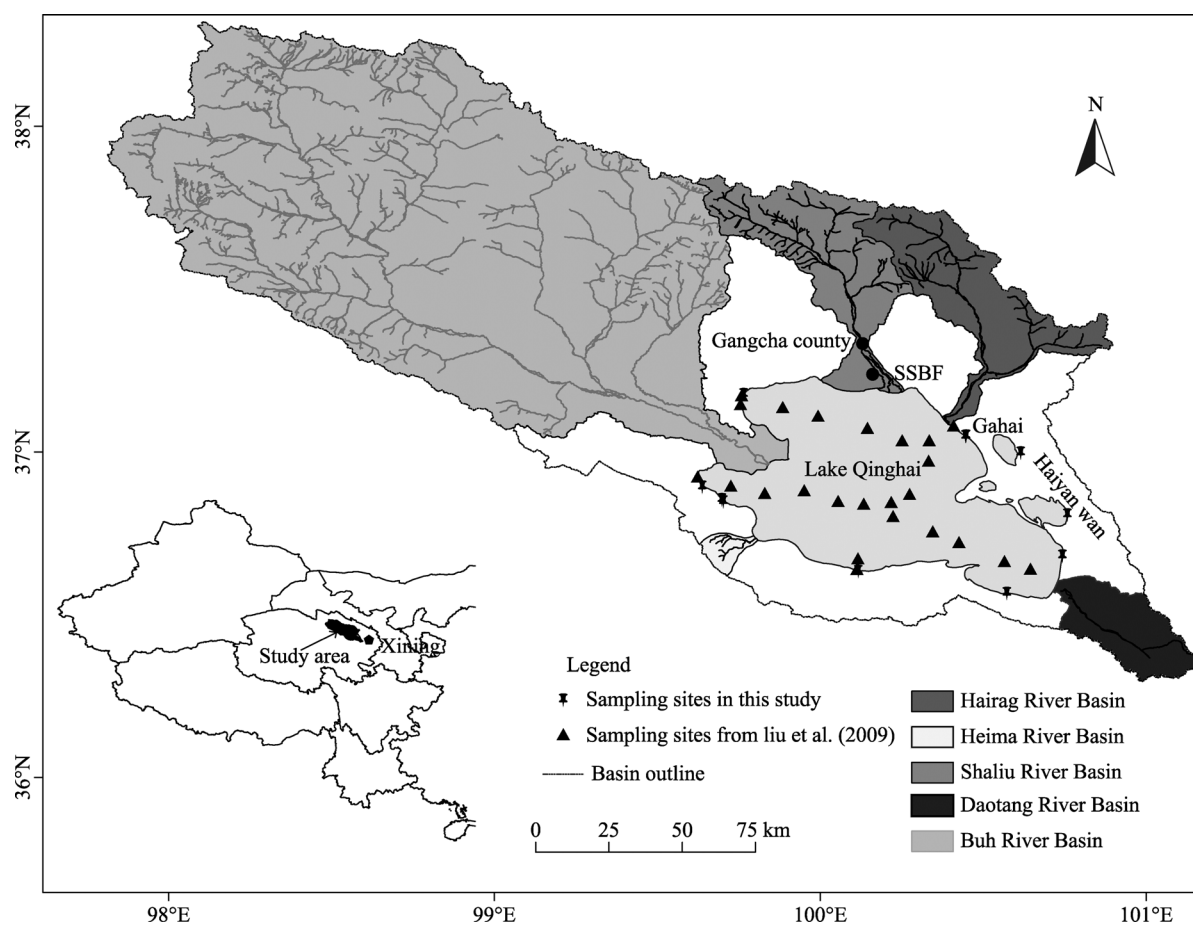 38°N
N
Gangcha county
SSBF
Gahai
37°N
Lake Qinghai
Haiyan wan
Xining
Study area
Legend
Sampling sites in this study
Sampling sites from liu et al. (2009)
Basin outline
0 25 50 75 km
Hairag River Basin
Heima River Basin
Shaliu River Basin
Daotang River Basin
Buh River Basin
36°N
98°E 99°E 100°E 101°E